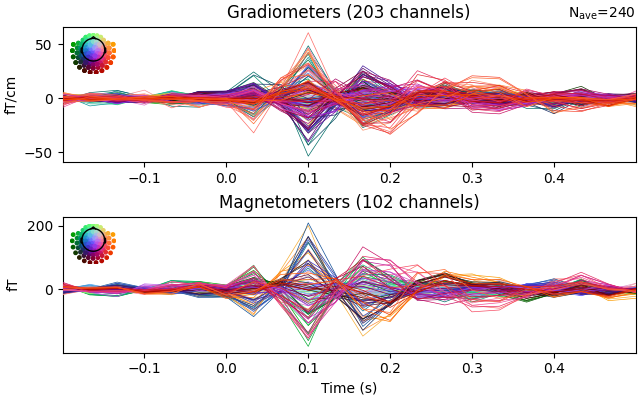 Gradiometers (203 channels)
Nave=240
50
0
−50
fT/cm
−0.1 0.0 0.1 0.2 0.3 0.4
Magnetometers (102 channels)
200
0
fT
−0.1 0.0 0.1 0.2 0.3 0.4
Time (s)